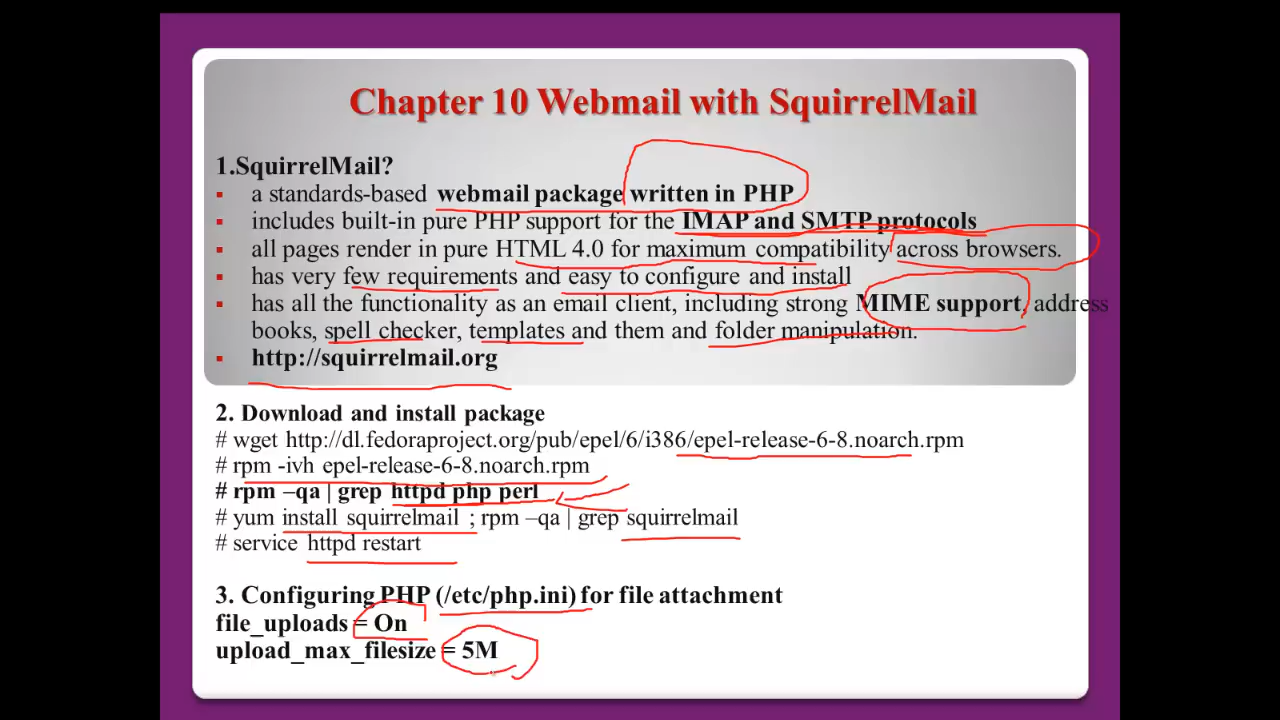 Chapter 10 Webmail with SquirrelMail
1.SquirrelMail?
▪ a standards-based webmail package written in PHP
▪ includes built-in pure PHP support for the IMAP and SMTP protocols
▪ all pages render in pure HTML 4.0 for maximum compatibility across browsers.
▪ has very few requirements and easy to configure and install
▪ has all the functionality as an email client, including strong MIME support, address
books, spell checker, templates and them and folder manipulation.
▪ http://squirrelmail.org
2. Download and install package
# wget http://dl.fedoraproject.org/pub/epel/6/i386/epel-release-6-8.noarch.rpm
# rpm -ivh epel-release-6-8.noarch.rpm
# rpm –qa | grep httpd php perl
# yum install squirrelmail ; rpm –qa | grep squirrelmail
# service httpd restart
3. Configuring PHP (/etc/php.ini) for file attachment
file_uploads = On
upload_max_filesize = 5M